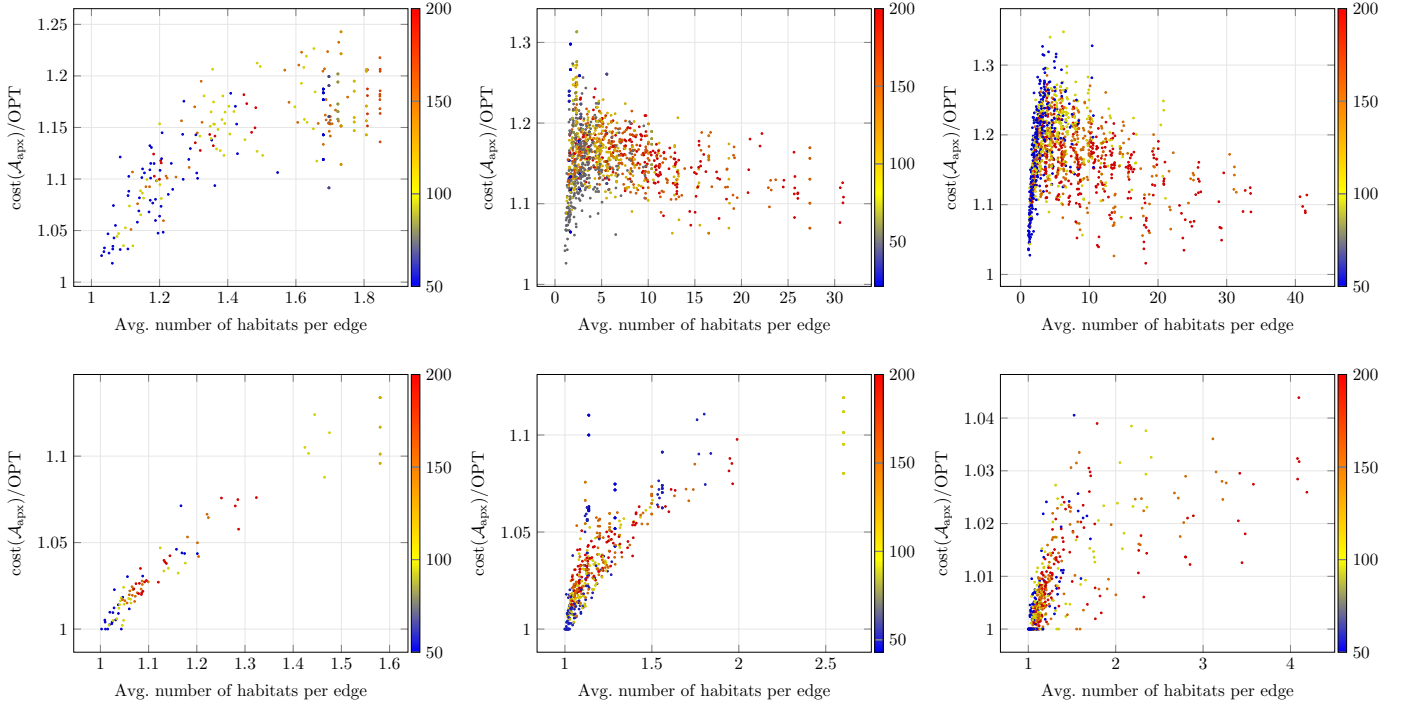 1.25
1.2
1.15
1.1
1.05
1
1 1.2 1.4 1.6 1.8
Avg. number of habitats per edge
cost(𝒜apx)/OPT
200
150
100
50
1.3
1.2
1.1
1
0 5 10 15 20 25 30
Avg. number of habitats per edge
cost(𝒜apx)/OPT
200
150
100
50
1.3
1.2
1.1
1
0 10 20 30 40
Avg. number of habitats per edge
cost(𝒜apx)/OPT
200
150
100
50
1.1
1.05
1
1 1.1 1.2 1.3 1.4 1.5 1.6
Avg. number of habitats per edge
cost(𝒜apx)/OPT
200
150
100
50
1.1
1.05
1
1 1.5 2 2.5
Avg. number of habitats per edge
cost(𝒜apx)/OPT
200
150
100
50
1.04
1.03
1.02
1.01
1
1 2 3 4
Avg. number of habitats per edge
cost(𝒜apx)/OPT
200
150
100
50